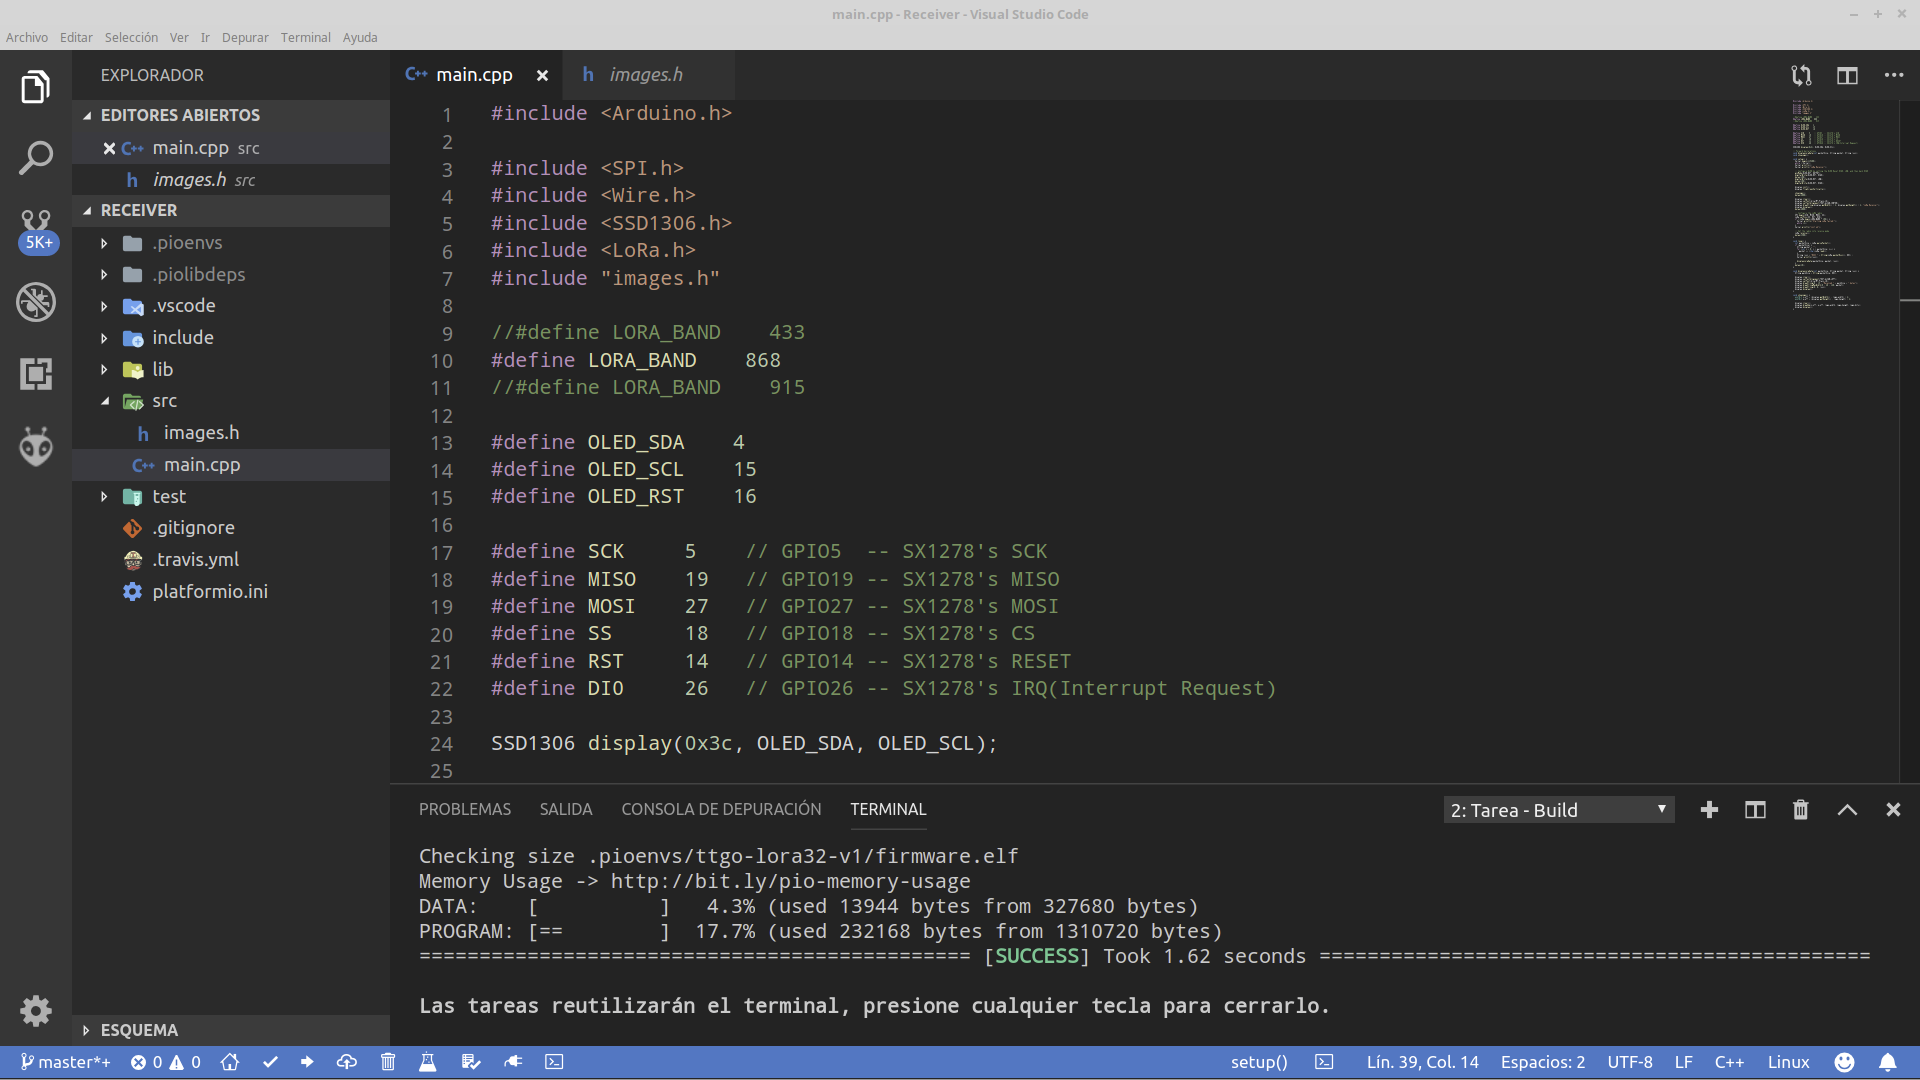 main.cpp - Receiver - Visual Studio Code
Archivo Editar Selección Ver Ir Depurar Terminal Ayuda
EXPLORADOR
EDITORES ABIERTOS
main.cpp src
images.h src
RECEIVER
.pioenvs
.piolibdeps
.vscode
include
lib
src
images.h
main.cpp
test
.gitignore
.travis.yml
platformio.ini
ESQUEMA
5K+
main.cpp images.h
1 #include <Arduino.h>
2
3 #include <SPI.h>
4 #include <Wire.h>
5 #include <SSD1306.h>
6 #include <LoRa.h>
7 #include "images.h"
8
9 //#define LORA_BAND    433
10 #define LORA_BAND    868
11 //#define LORA_BAND    915
12
13 #define OLED_SDA    4
14 #define OLED_SCL    15
15 #define OLED_RST    16
16
17 #define SCK     5    // GPIO5  -- SX1278's SCK
18 #define MISO    19   // GPIO19 -- SX1278's MISO
19 #define MOSI    27   // GPIO27 -- SX1278's MOSI
20 #define SS      18   // GPIO18 -- SX1278's CS
21 #define RST     14   // GPIO14 -- SX1278's RESET
22 #define DI0     26   // GPIO26 -- SX1278's IRQ(Interrupt Request)
23
24 SSD1306 display(0x3c, OLED_SDA, OLED_SCL);
25
PROBLEMAS SALIDA CONSOLA DE DEPURACIÓN TERMINAL 2: Tarea - Build
Checking size .pioenvs/ttgo-lora32-v1/firmware.elf
Memory Usage -> http://bit.ly/pio-memory-usage
DATA:    [          ]   4.3% (used 13944 bytes from 327680 bytes)
PROGRAM: [==        ]  17.7% (used 232168 bytes from 1310720 bytes)
============================================== [SUCCESS] Took 1.62 seconds ==============================================
Las tareas reutilizarán el terminal, presione cualquier tecla para cerrarlo.
master*+ 0 0 setup() Lín. 39, Col. 14 Espacios: 2 UTF-8 LF C++ Linux